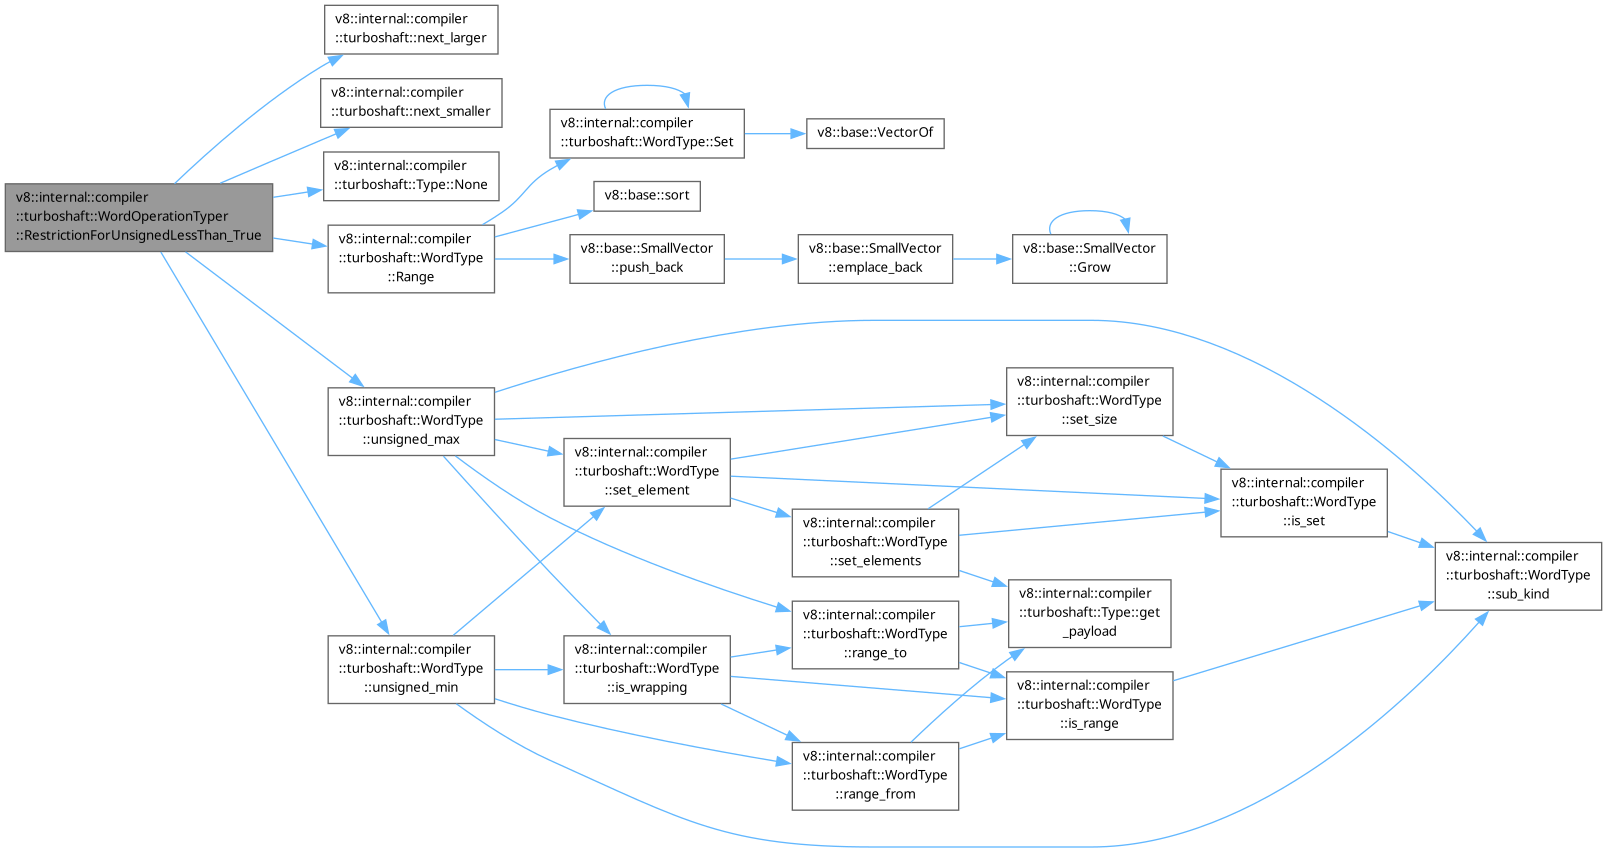 v8::internal::compiler
::turboshaft::next_larger
v8::internal::compiler
::turboshaft::next_smaller
v8::internal::compiler
::turboshaft::Type::None
v8::internal::compiler
::turboshaft::WordOperationTyper
::RestrictionForUnsignedLessThan_True
v8::internal::compiler
::turboshaft::WordType
::Range
v8::internal::compiler
::turboshaft::WordType::Set
v8::base::VectorOf
v8::base::sort
v8::base::SmallVector
::push_back
v8::base::SmallVector
::emplace_back
v8::base::SmallVector
::Grow
v8::internal::compiler
::turboshaft::WordType
::unsigned_max
v8::internal::compiler
::turboshaft::WordType
::set_size
v8::internal::compiler
::turboshaft::WordType
::set_element
v8::internal::compiler
::turboshaft::WordType
::is_set
v8::internal::compiler
::turboshaft::WordType
::set_elements
v8::internal::compiler
::turboshaft::WordType
::sub_kind
v8::internal::compiler
::turboshaft::Type::get
_payload
v8::internal::compiler
::turboshaft::WordType
::range_to
v8::internal::compiler
::turboshaft::WordType
::unsigned_min
v8::internal::compiler
::turboshaft::WordType
::is_wrapping
v8::internal::compiler
::turboshaft::WordType
::is_range
v8::internal::compiler
::turboshaft::WordType
::range_from